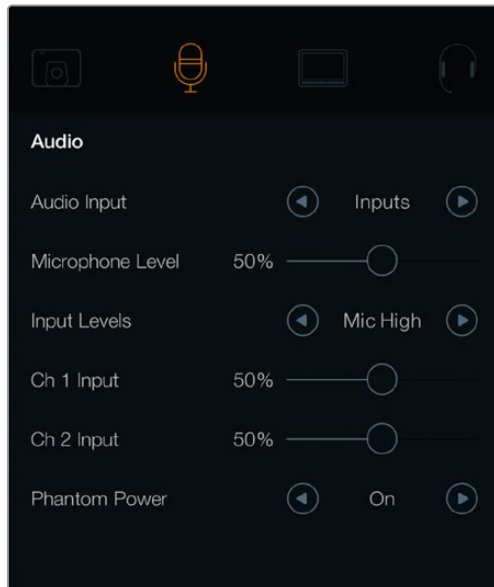 Audio
Audio Input Inputs
Microphone Level 50%
Input Levels Mic High
Ch 1 Input 50%
Ch 2 Input 50%
Phantom Power On